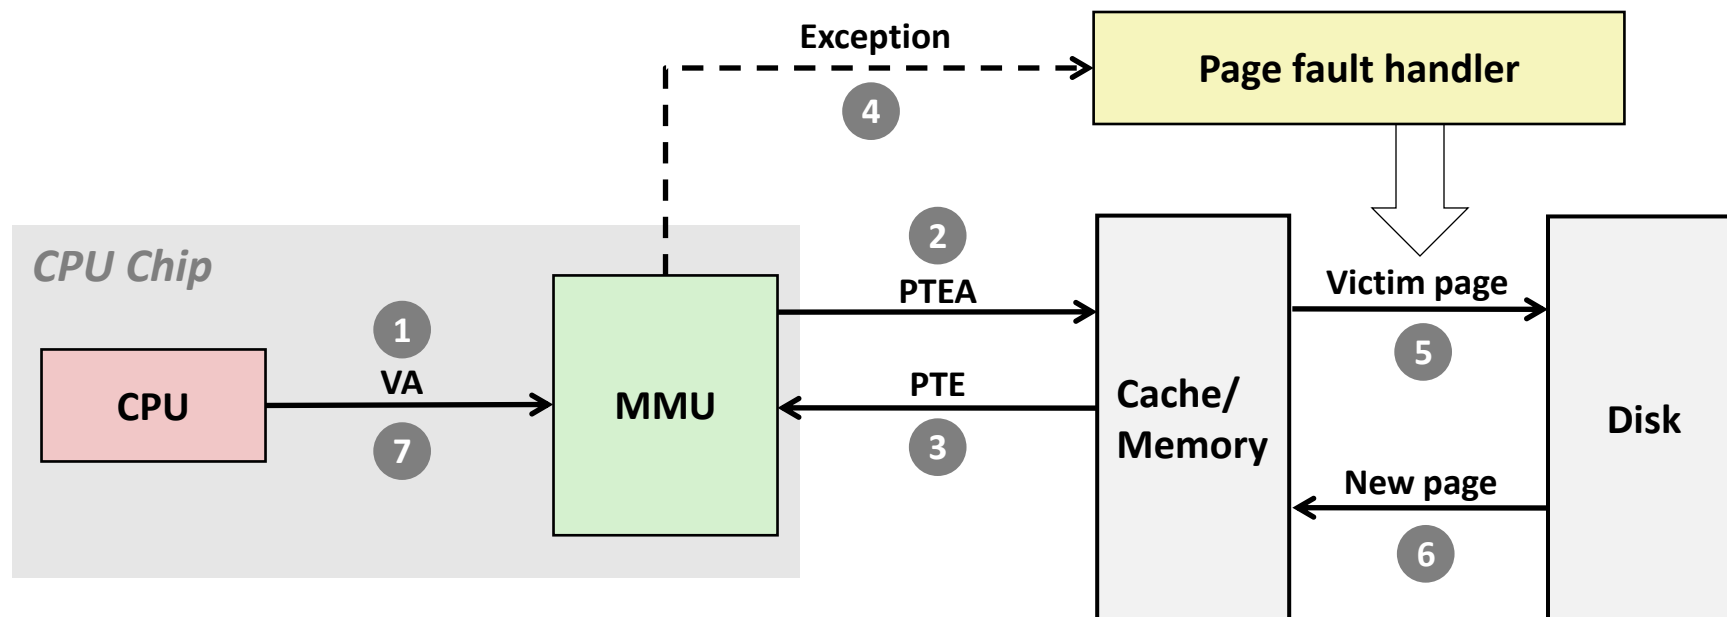 Exception
4
Page fault handler
CPU Chip
2
PTEA
Victim page
5
1
VA
7
CPU
MMU
PTE
3
Cache/
Memory
Disk
New page
6